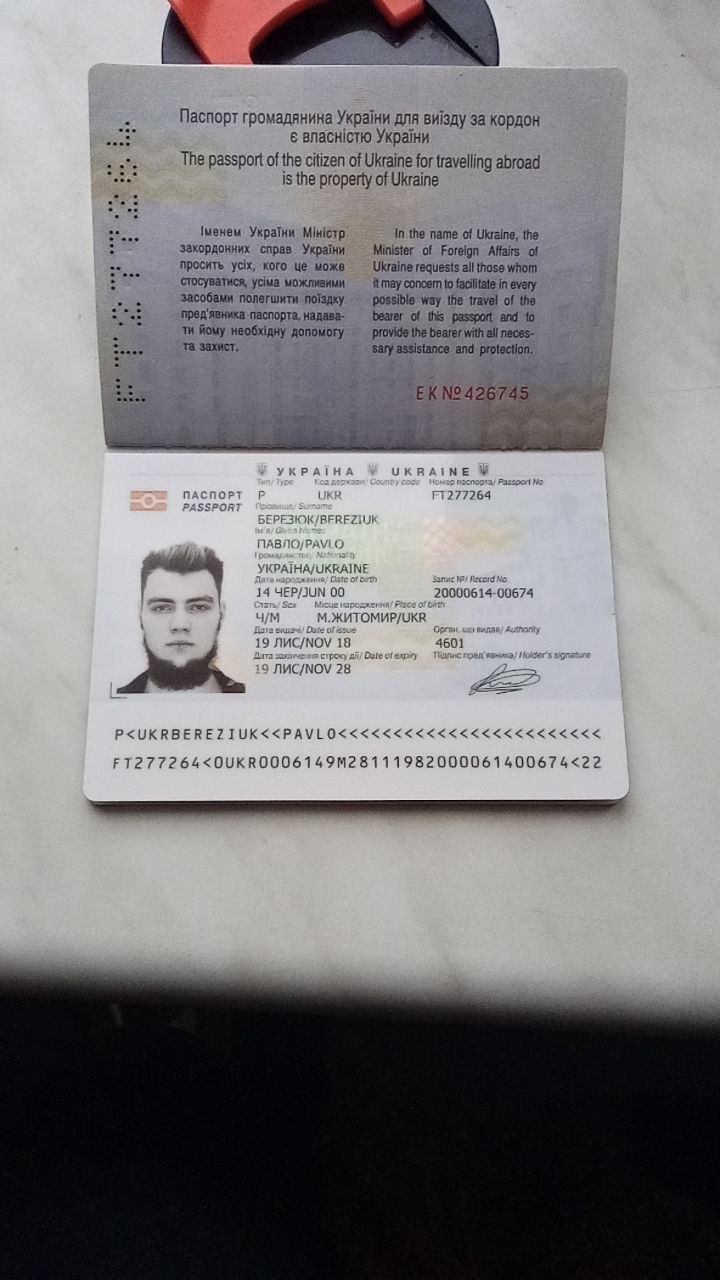 FT277264
Паспорт громадянина України для виїзду за кордон
є власністю України
The passport of the citizen of Ukraine for travelling abroad
is the property of Ukraine
Іменем України Міністр
закордонних справ України
просить усіх, кого це може
стосуватися, усіма можливими
засобами полегшити поїздку
пред'явника паспорта, надава-
ти йому необхідну допомогу
та захист.
In the name of Ukraine, the
Minister of Foreign Affairs of
Ukraine requests all those whom
it may concern to facilitate in every
possible way the travel of the
bearer of this passport and to
provide the bearer with all neces-
sary assistance and protection.
EK №426745
УКРАЇНА UKRAINE
ПАСПОРТ
PASSPORT
Тип/ Type Код держави/ Country code Номер паспорта/ Passport No
P UKR FT277264
Прізвище/ Surname
БЕРЕЗЮК/BEREZIUK
Ім'я/ Given Names
ПАВЛО/PAVLO
Громадянство/ Nationality
УКРАЇНА/UKRAINE
Дата народження/ Date of birth Запис №/ Record No
14 ЧЕР/JUN 00 20000614-00674
Стать/ Sex Місце народження/ Place of birth
Ч/M М.ЖИТОМИР/UKR
Дата видачі/ Date of issue Орган, що видав/ Authority
19 ЛИС/NOV 18 4601
Дата закінчення строку дії/ Date of expiry Підпис пред'явника/ Holder's signature
19 ЛИС/NOV 28
P<UKRBEREZIUK<<PAVLO<<<<<<<<<<<<<<<<<<<<<<<<
FT277264<0UKR0006149M28111982000061400674<22